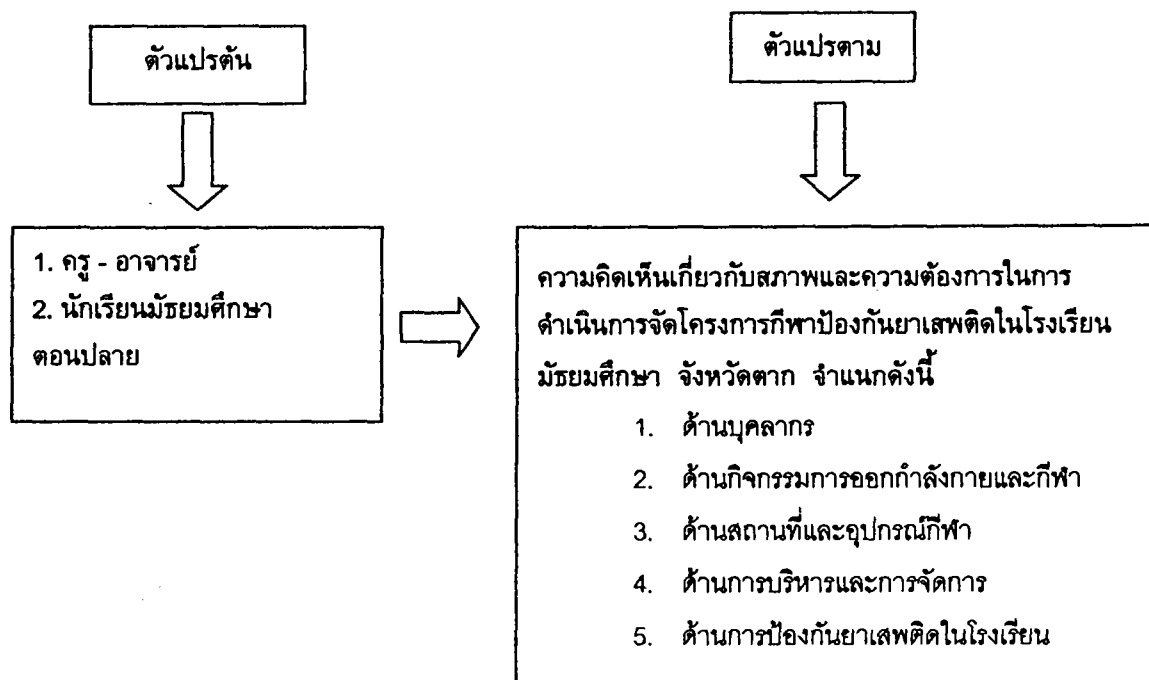 ตัวแปรต้น
ตัวแปรตาม
1. ครู - อาจารย์
2. นักเรียนมัธยมศึกษา
ตอนปลาย
ความคิดเห็นเกี่ยวกับสภาพและความต้องการในการ
ดำเนินการจัดโครงการกีฬาป้องกันยาเสพติดในโรงเรียน
มัธยมศึกษา จังหวัดตาก จำแนกดังนี้
1. ด้านบุคลากร
2. ด้านกิจกรรมการออกกำลังกายและกีฬา
3. ด้านสถานที่และอุปกรณ์กีฬา
4. ด้านการบริหารและการจัดการ
5. ด้านการป้องกันยาเสพติดในโรงเรียน